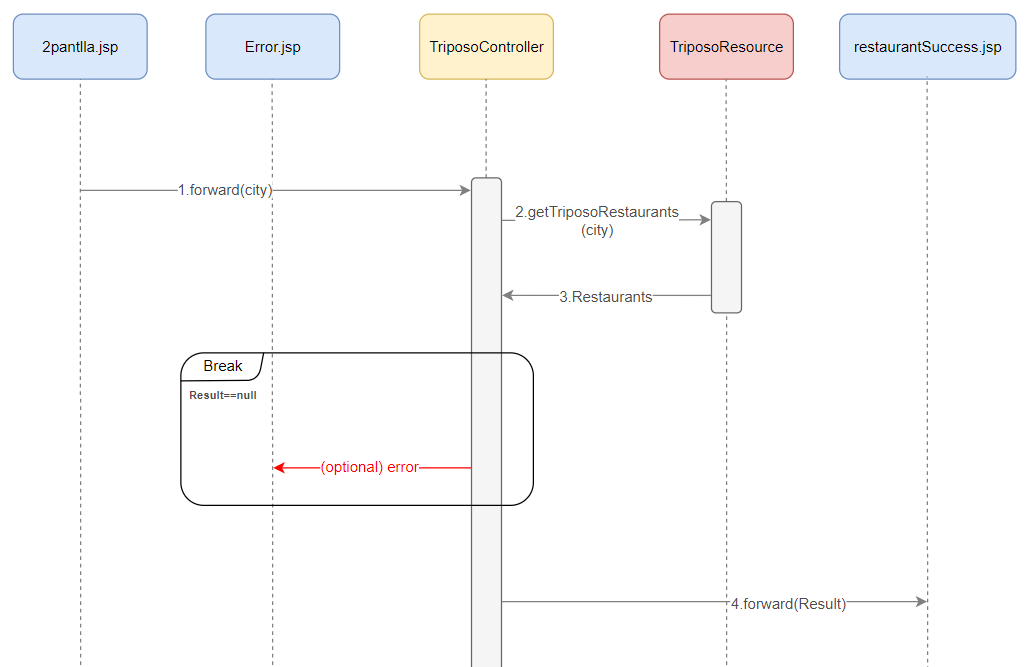 2pantlla.jsp
Error.jsp
TriposoController
TriposoResource
restaurantSuccess.jsp
1.forward(city)
2.getTriposoRestaurants
(city)
3.Restaurants
Break
Result==null
(optional) error
4.forward(Result)